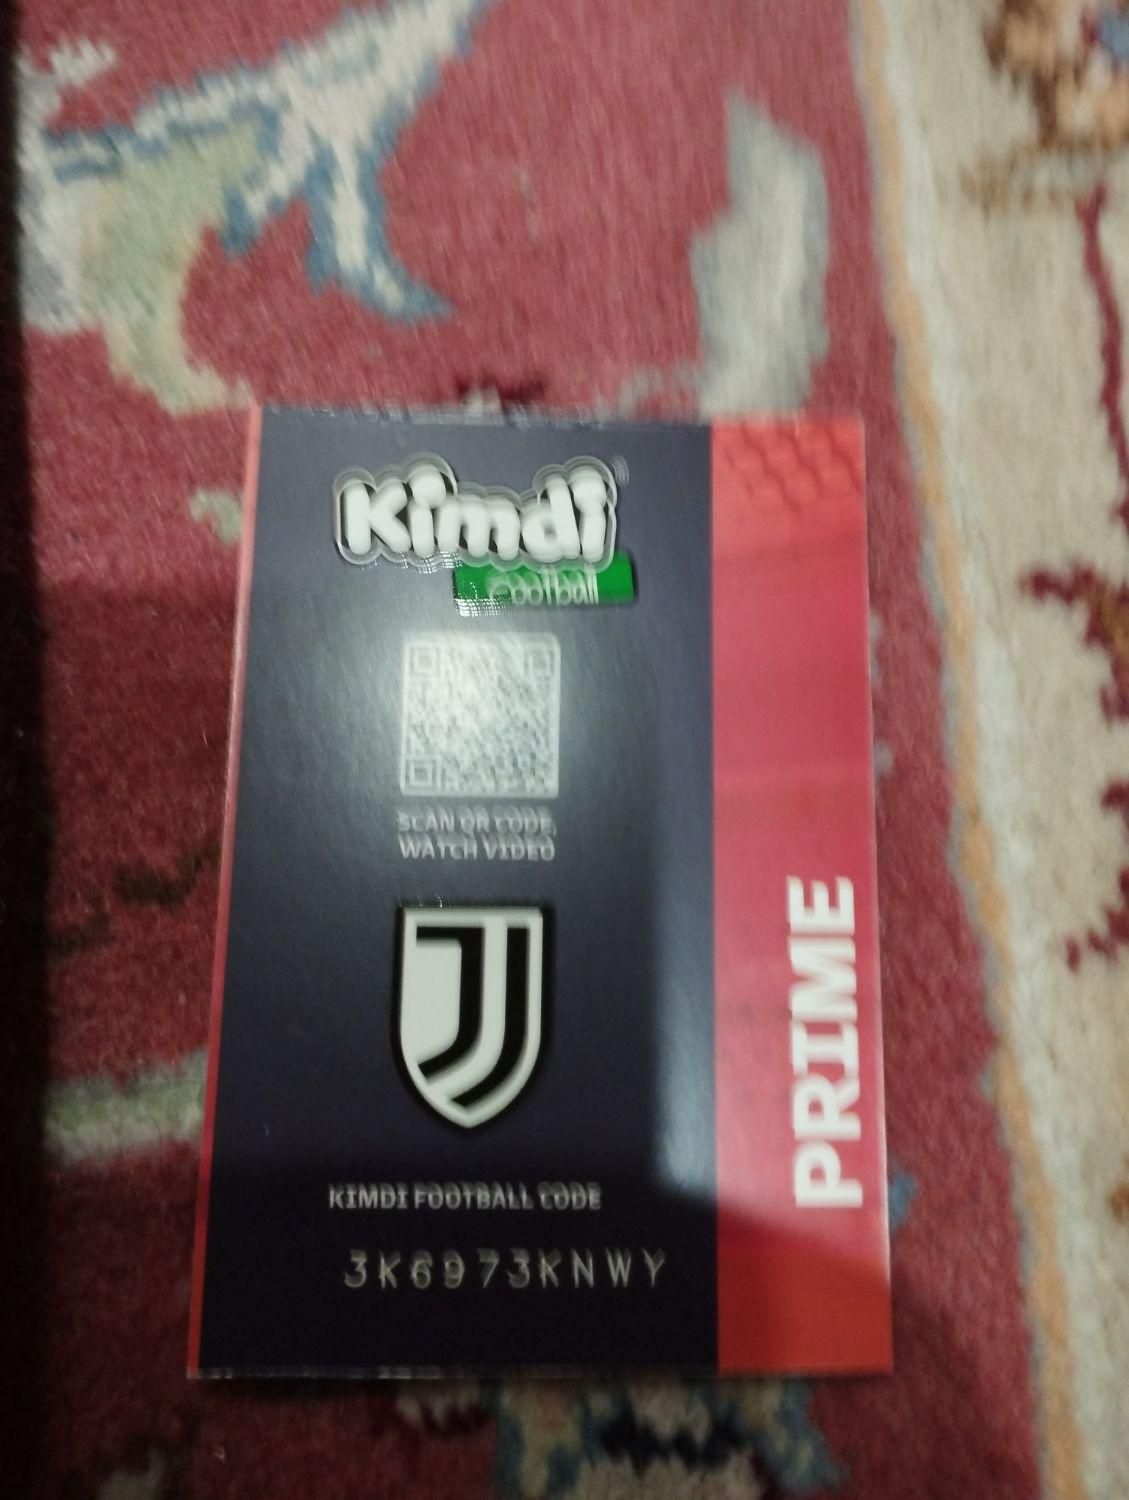 Kimdi
Football
SCAN QR CODE,
WATCH VIDEO
KIMDI FOOTBALL CODE
3K6973KNWY
PRIME